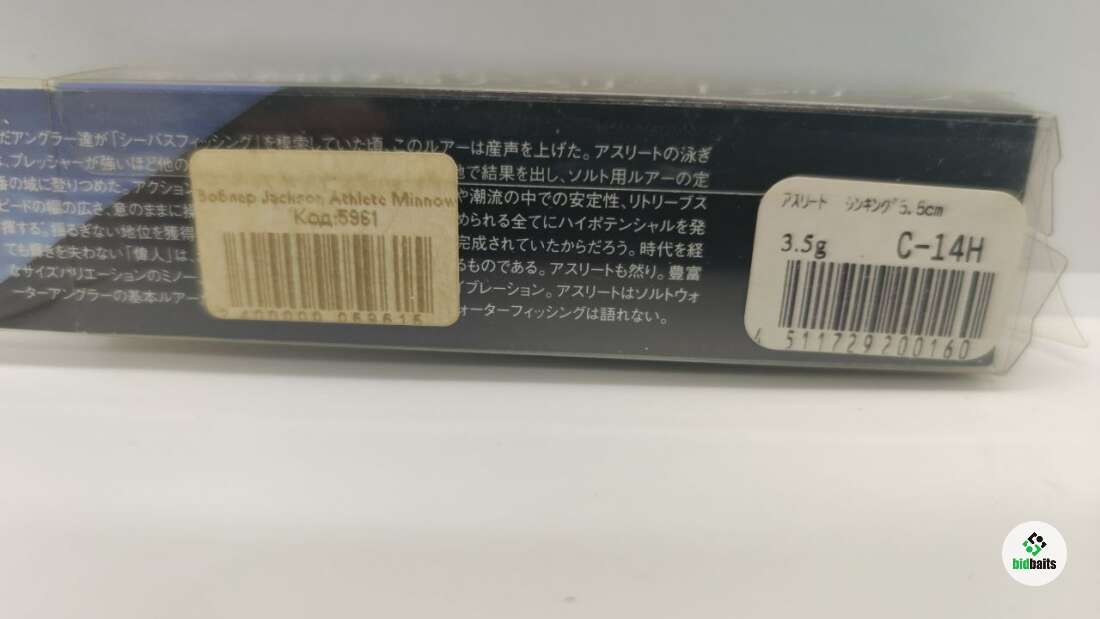 だアングラー達が「シーバスフィッシング」を模索していた頃、このルアーは産声を上げた。アスリートの泳ぎ
プレッシャーが強いほど他の
地で結果を出し、ソルト用ルアーの定
の域に登りつめた。アクション
や潮流の中での安定性、リトリーブス
ピードの幅の広さ、意のままに
められる全てにハイポテンシャルを発
揮する。揺るぎない地位を獲得
完成されていたからだろう。時代を経
ても輝きを失わない「偉人」は、
るものである。アスリートも然り。豊富
なサイズバリエーションのミノー
イブレーション。アスリートはソルトウォ
ーターアングラーの基本ルアー
ォーターフィッシングは語れない。
Воблер Jackson Athlete Minnow
Код:5961
アスリート シンキング 5.5cm
3.5g C-14H
4 511729 200160
bidbaits